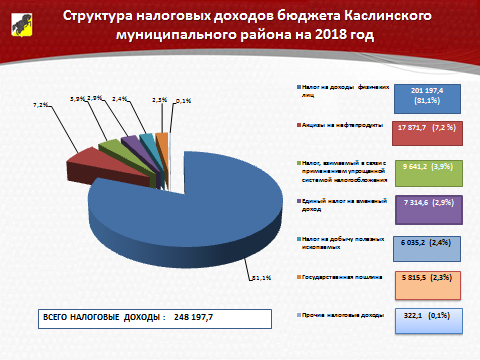 Структура налоговых доходов бюджета Каслинского
муниципального района на 2018 год
7,2%
3,9%
2,9%
2,4%
2,3%
0,1%
81,1%
Налог на доходы физических
лиц
201 197,4
(81,1%)
Акцизы на нефтепродукты
17 871,7 (7,2 %)
Налог, взимаемый в связи с
применением упрощенной
системой налогообложения
9 641,2 (3,9%)
Единый налог на вмененый
доход
7 314,6 (2,9%)
Налог на добычу полезных
ископаемых
6 035,2 (2,4%)
Государственная пошлина
5 815,5 (2,3%)
Прочие налоговые доходы
322,1 (0,1%)
ВСЕГО НАЛОГОВЫЕ ДОХОДЫ : 248 197,7